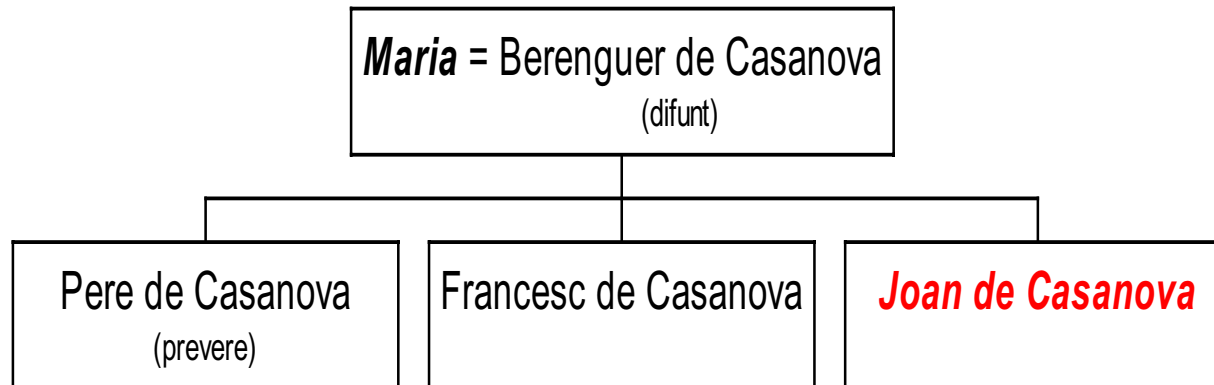 Maria = Berenguer de Casanova
(difunt)
Pere de Casanova
(prevere)
Francesc de Casanova
Joan de Casanova